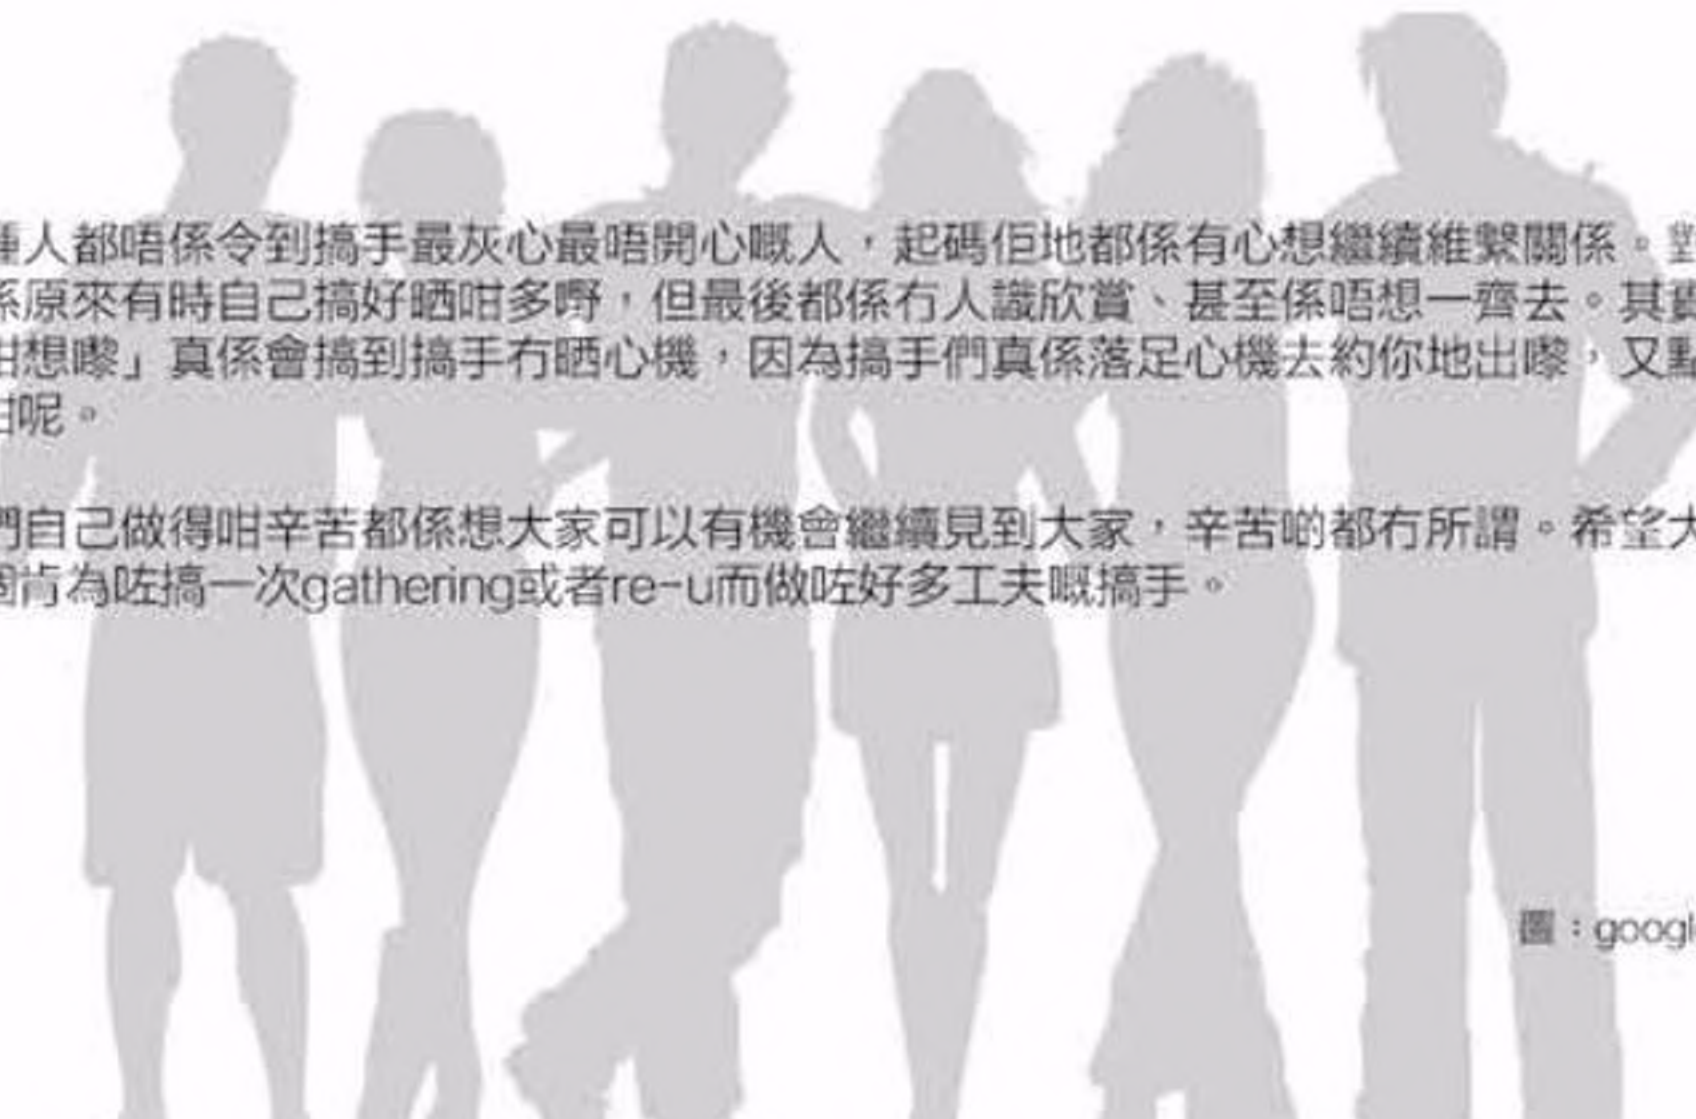 種人都唔係令到搞手最灰心最唔開心嘅人，起碼佢地都係有心想繼續維繫關係。對
係原來有時自己搞好晒咁多嘢，但最後都係冇人識欣賞、甚至係唔想一齊去。其實
咁想嚟」真係會搞到搞手冇晒心機，因為搞手們真係落足心機去約你地出嚟，又點
咁呢。
們自己做得咁辛苦都係想大家可以有機會繼續見到大家，辛苦啲都冇所謂。希望大
個肯為咗搞一次gathering或者re-u而做咗好多工夫嘅搞手。
圖：googl